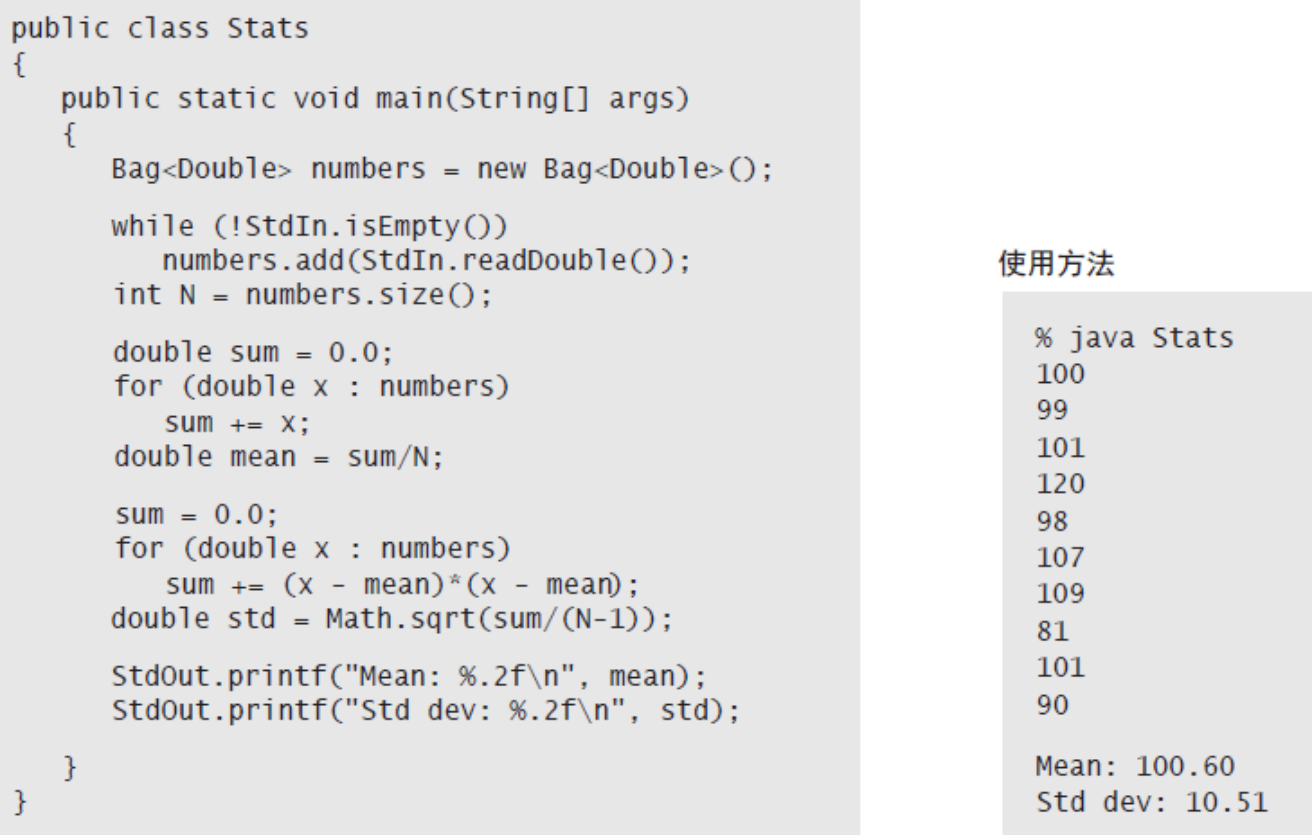 public class Stats
{
   public static void main(String[] args)
   {
      Bag<Double> numbers = new Bag<Double>();
      while (!StdIn.isEmpty())
         numbers.add(StdIn.readDouble());
      int N = numbers.size();
      double sum = 0.0;
      for (double x : numbers)
         sum += x;
      double mean = sum/N;
      sum = 0.0;
      for (double x : numbers)
         sum += (x - mean)*(x - mean);
      double std = Math.sqrt(sum/(N-1));
      StdOut.printf("Mean: %.2f\n", mean);
      StdOut.printf("Std dev: %.2f\n", std);
   }
}
使用方法
% java Stats
100
99
101
120
98
107
109
81
101
90
Mean: 100.60
Std dev: 10.51